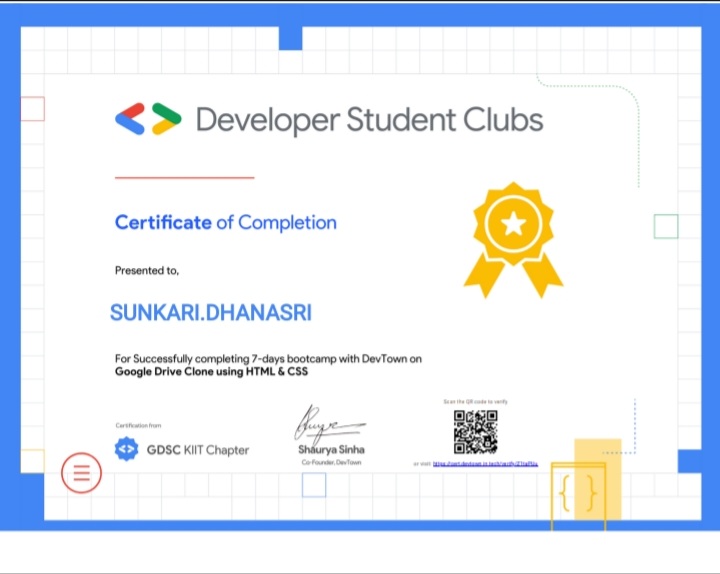 Developer Student Clubs
Certificate of Completion
Presented to,
SUNKARI.DHANASRI
For Successfully completing 7-days bootcamp with DevTown on
Google Drive Clone using HTML & CSS
Scan the QR code to verify
Certification from
GDSC KIIT Chapter
Shaurya Sinha
Co-Founder, DevTown
or visit
{ }